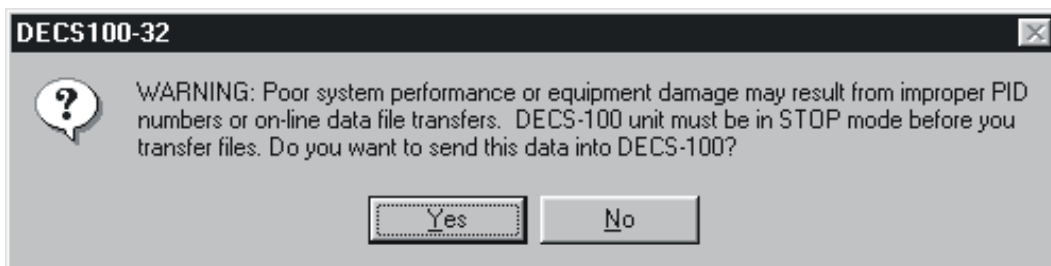 DECS100-32
WARNING: Poor system performance or equipment damage may result from improper PID
numbers or on-line data file transfers.  DECS-100 unit must be in STOP mode before you
transfer files. Do you want to send this data into DECS-100?
Yes
No